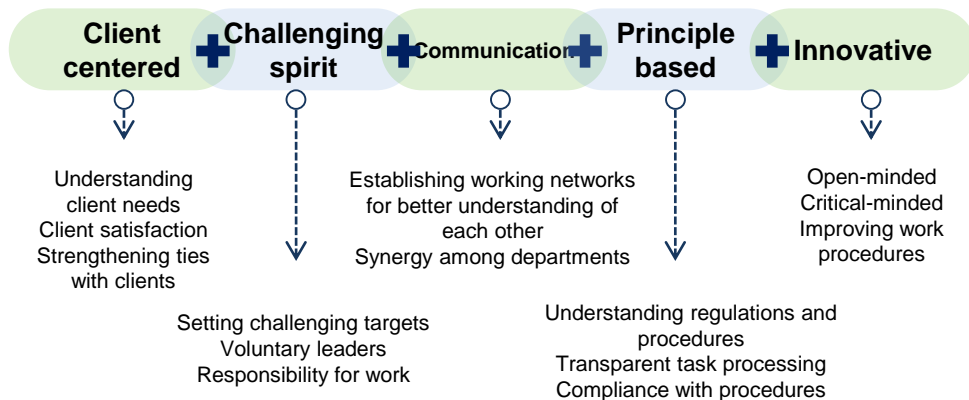 Client
centered
Challenging
spirit
Communication
Principle
based
Innovative
Understanding
client needs
Client satisfaction
Strengthening ties
with clients
Setting challenging targets
Voluntary leaders
Responsibility for work
Establishing working networks
for better understanding of
each other
Synergy among departments
Understanding regulations and
procedures
Transparent task processing
Compliance with procedures
Open-minded
Critical-minded
Improving work
procedures